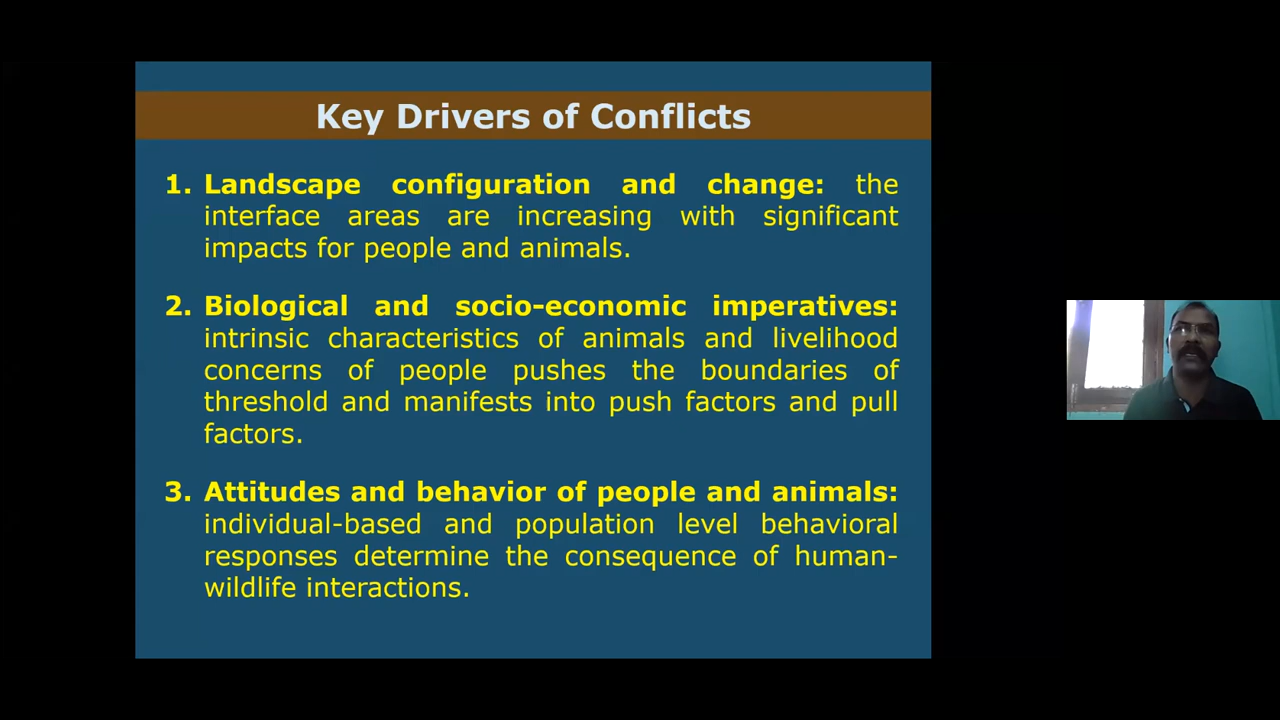 Key Drivers of Conflicts
1. Landscape configuration and change: the
interface areas are increasing with significant
impacts for people and animals.
2. Biological and socio-economic imperatives:
intrinsic characteristics of animals and livelihood
concerns of people pushes the boundaries of
threshold and manifests into push factors and pull
factors.
3. Attitudes and behavior of people and animals:
individual-based and population level behavioral
responses determine the consequence of human-
wildlife interactions.